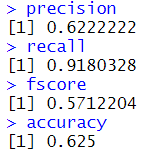 > precision
[1] 0.6222222
> recall
[1] 0.9180328
> fscore
[1] 0.5712204
> accuracy
[1] 0.625